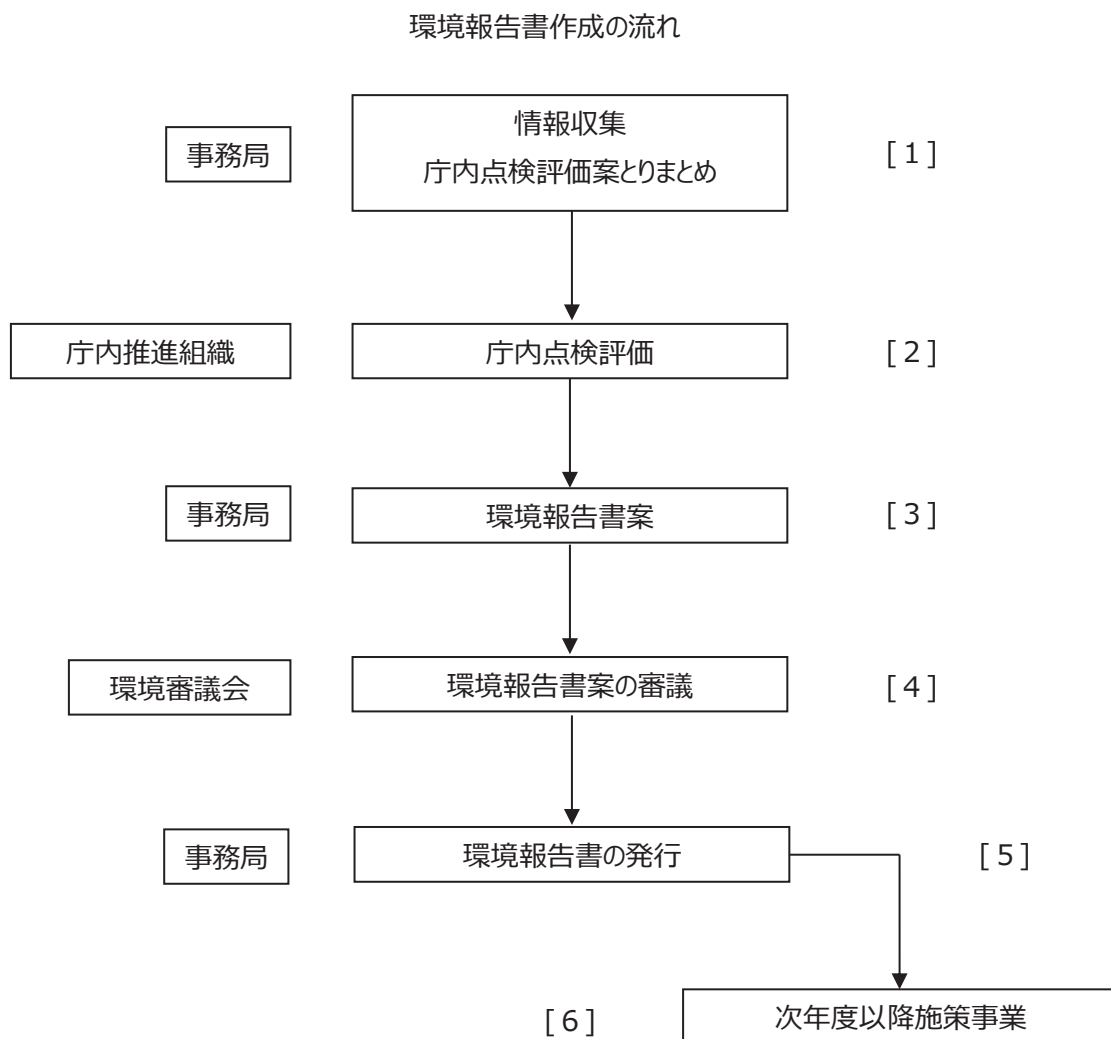 環境報告書作成の流れ
事務局
情報収集
庁内点検評価案とりまとめ
[1]
庁内推進組織
庁内点検評価
[2]
事務局
環境報告書案
[3]
環境審議会
環境報告書案の審議
[4]
事務局
環境報告書の発行
[5]
[6]
次年度以降施策事業